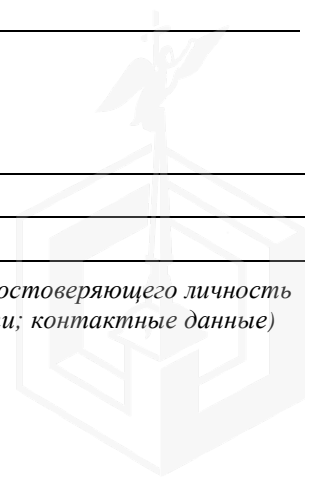 остоверяющего личность
и; контактные данные)